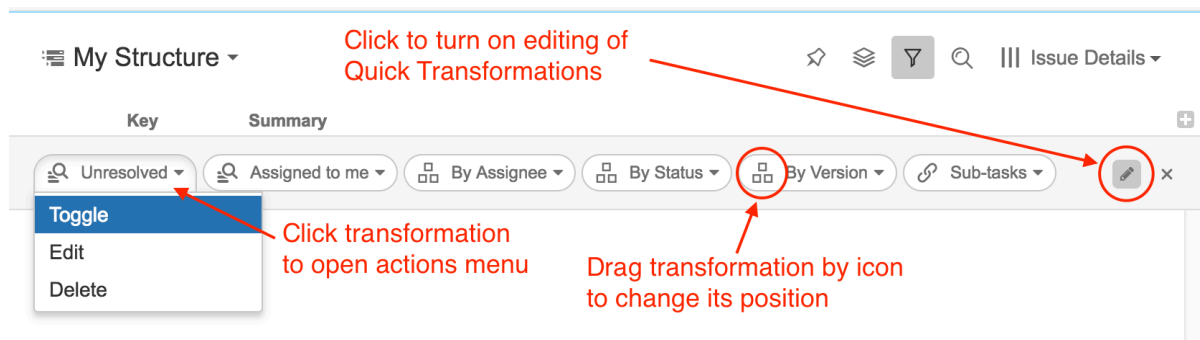 Click to turn on editing of
My Structure
Quick Transformations
Issue Details
Key Summary
Unresolved Assigned to me By Assignee By Status By Version Sub-tasks
Toggle
Edit
Delete
Click transformation
to open actions menu
Drag transformation by icon
to change its position